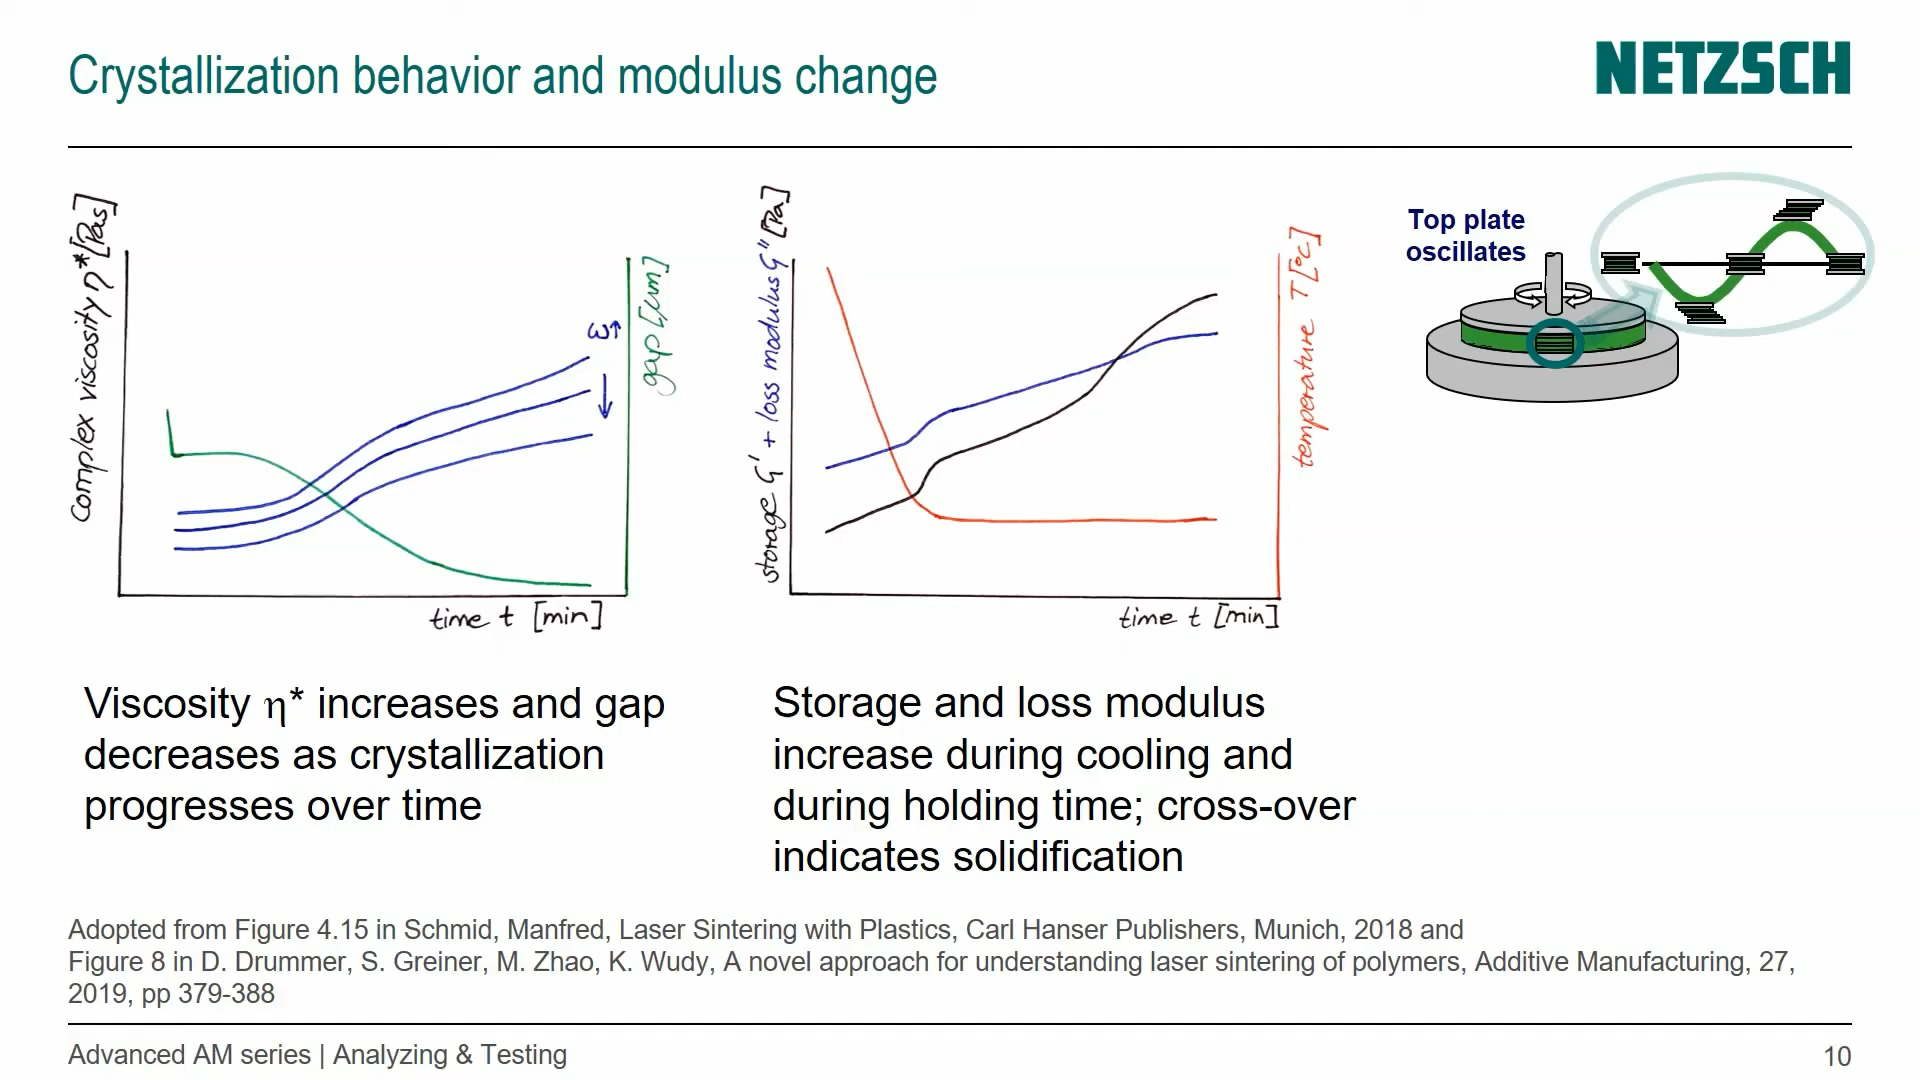 Crystallization behavior and modulus change
NETZSCH
complex viscosity η* [Pas]
ω↑
gap [µm]
time t [min]
storage G' + loss modulus G" [Pa]
temperature T [°C]
time t [min]
Top plate
oscillates
Viscosity η* increases and gap
decreases as crystallization
progresses over time
Storage and loss modulus
increase during cooling and
during holding time; cross-over
indicates solidification
Adopted from Figure 4.15 in Schmid, Manfred, Laser Sintering with Plastics, Carl Hanser Publishers, Munich, 2018 and
Figure 8 in D. Drummer, S. Greiner, M. Zhao, K. Wudy, A novel approach for understanding laser sintering of polymers, Additive Manufacturing, 27,
2019, pp 379-388
Advanced AM series | Analyzing & Testing
10